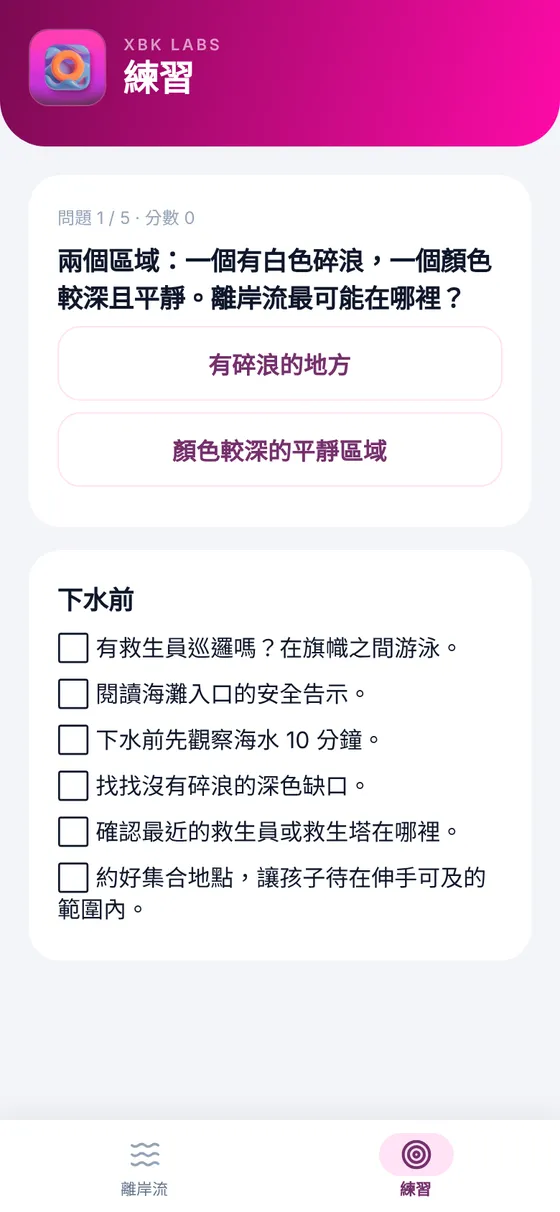 XBK LABS
練習
問題 1 / 5 · 分數 0
兩個區域：一個有白色碎浪，一個顏色
較深且平靜。離岸流最可能在哪裡？
有碎浪的地方
顏色較深的平靜區域
下水前
有救生員巡邏嗎？在旗幟之間游泳。
閱讀海灘入口的安全告示。
下水前先觀察海水 10 分鐘。
找找沒有碎浪的深色缺口。
確認最近的救生員或救生塔在哪裡。
約好集合地點，讓孩子待在伸手可及的
範圍內。
離岸流
練習